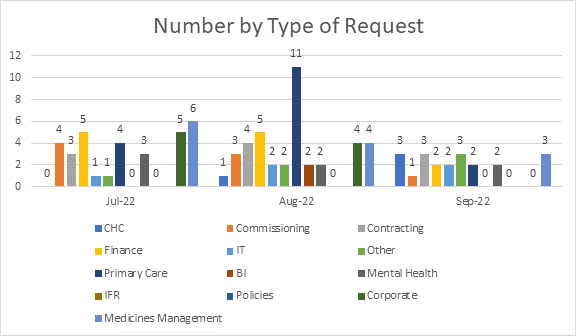 Number by Type of Request
12
10
8
6
4
2
0
0 4 3 5 1 1 4 0 3 0 5 6
1 3 4 5 2 2 11 2 2 0 4 4
3 1 3 2 2 3 2 0 2 0 0 3
Jul-22 Aug-22 Sep-22
CHC Commissioning Contracting
Finance IT Other
Primary Care BI Mental Health
IFR Policies Corporate
Medicines Management